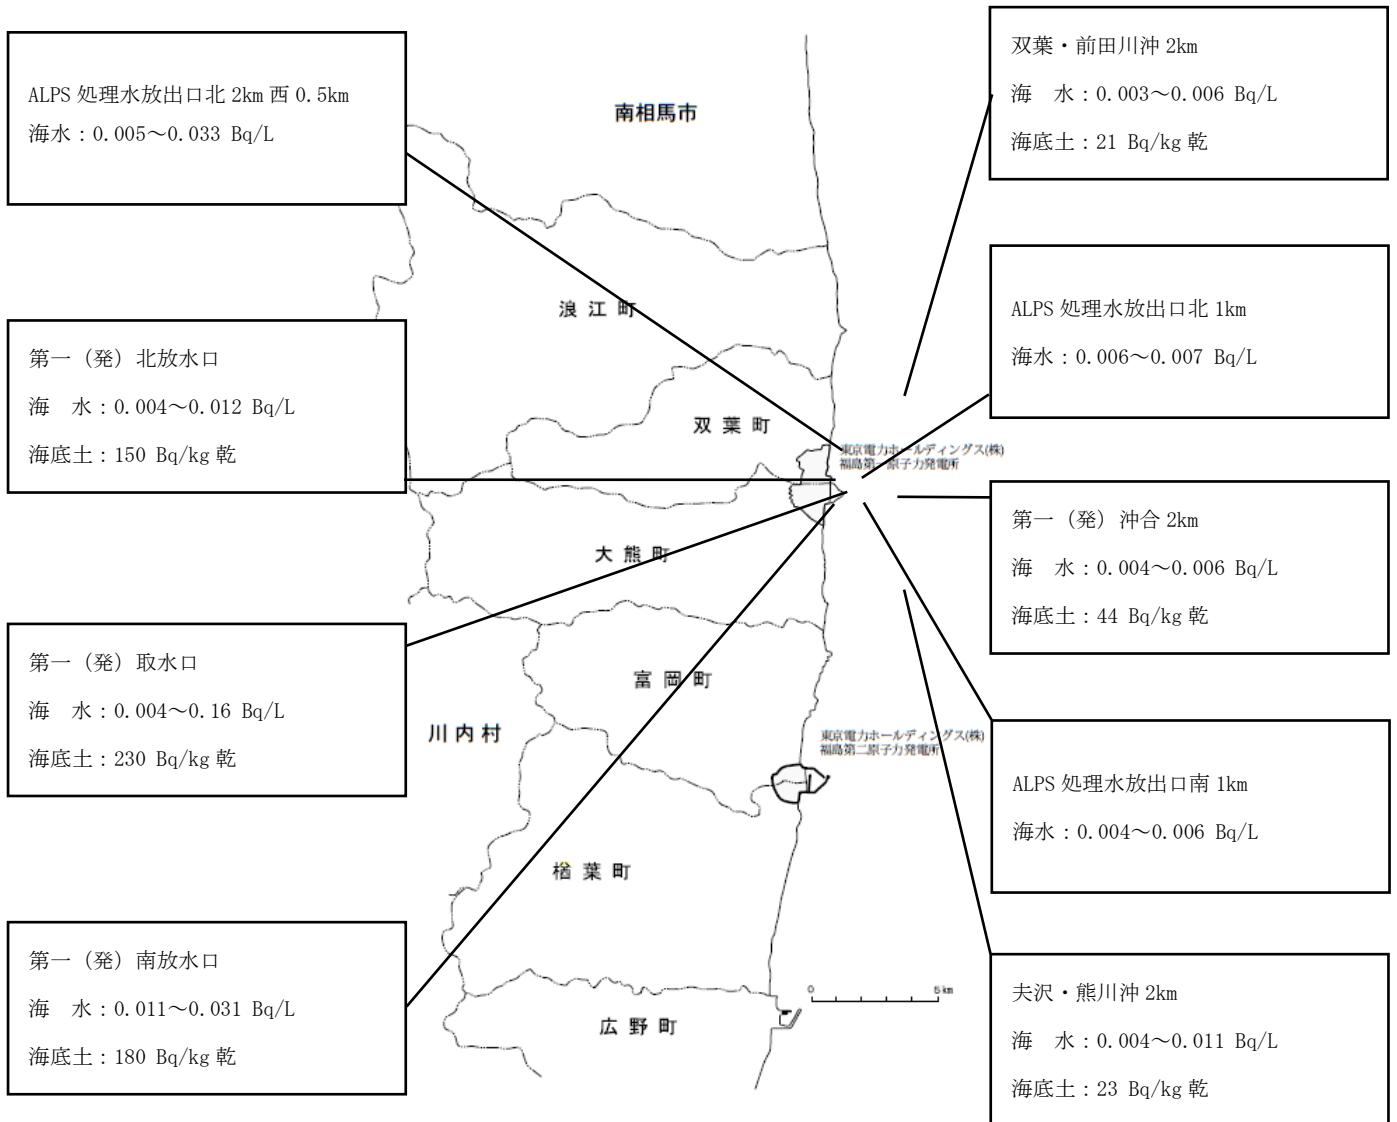 ALPS 処理水放出口北 2km 西 0.5km
海水：0.005～0.033 Bq/L
第一（発）北放水口
海　水：0.004～0.012 Bq/L
海底土：150 Bq/kg 乾
第一（発）取水口
海　水：0.004～0.16 Bq/L
海底土：230 Bq/kg 乾
第一（発）南放水口
海　水：0.011～0.031 Bq/L
海底土：180 Bq/kg 乾
南相馬市
浪江町
双葉町
東京電力ホールディングス(株)
福島第一原子力発電所
大熊町
富岡町
川内村
東京電力ホールディングス(株)
福島第二原子力発電所
楢葉町
0 5km
広野町
双葉・前田川沖 2km
海　水：0.003～0.006 Bq/L
海底土：21 Bq/kg 乾
ALPS 処理水放出口北 1km
海水：0.006～0.007 Bq/L
第一（発）沖合 2km
海　水：0.004～0.006 Bq/L
海底土：44 Bq/kg 乾
ALPS 処理水放出口南 1km
海水：0.004～0.006 Bq/L
夫沢・熊川沖 2km
海　水：0.004～0.011 Bq/L
海底土：23 Bq/kg 乾